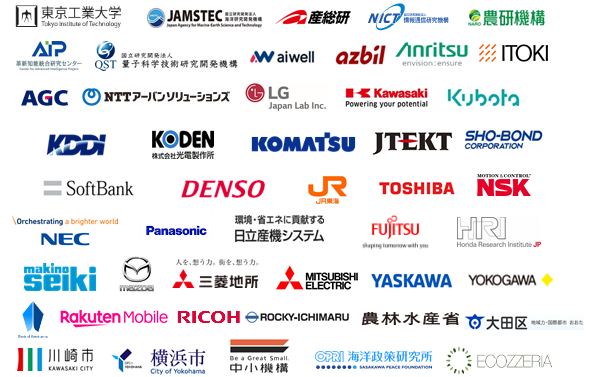 東京工業大学
Tokyo Institute of Technology
国立研究開発法人
JAMSTEC 海洋研究開発機構
Japan Agency for Marine-Earth Science and Technology
産総研
NICT
国立研究開発法人
情報通信研究機構
NARO 農研機構
AIP
革新知能統合研究センター
Center for Advanced Intelligence Project
QST
国立研究開発法人
量子科学技術研究開発機構
aiwell
azbil
Anritsu
envision : ensure
ITOKI
AGC
NTTアーバンソリューションズ
LG
Japan Lab Inc.
Kawasaki
Powering your potential
Kubota
KDDI
KODEN
株式会社光電製作所
KOMATSU
JTEKT
SHO-BOND
CORPORATION
SoftBank
DENSO
JR東海
TOSHIBA
MOTION & CONTROL
NSK
\Orchestrating a brighter world
NEC
Panasonic
環境・省エネに貢献する
日立産機システム
FUJITSU
shaping tomorrow with you
HRI
Honda Research Institute JP
makino
seiki
mazda
人を、想う力。街を、想う力。
三菱地所
MITSUBISHI
ELECTRIC
YASKAWA
YOKOGAWA
Rakuten Mobile
RICOH
ROCKY-ICHIMARU
農林水産省
大田区
地域力・国際都市 おおた
川崎市
KAWASAKI CITY
横浜市
City of Yokohama
Be a Great Small.
中小機構
OPRI 海洋政策研究所
SASAKAWA PEACE FOUNDATION
ECOZZERIA